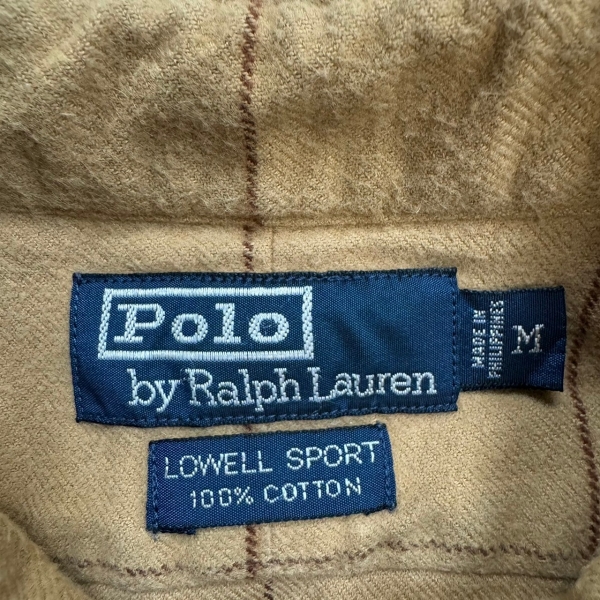 Polo
by Ralph Lauren
MADE IN
PHILIPPINES
M
LOWELL SPORT
100% COTTON